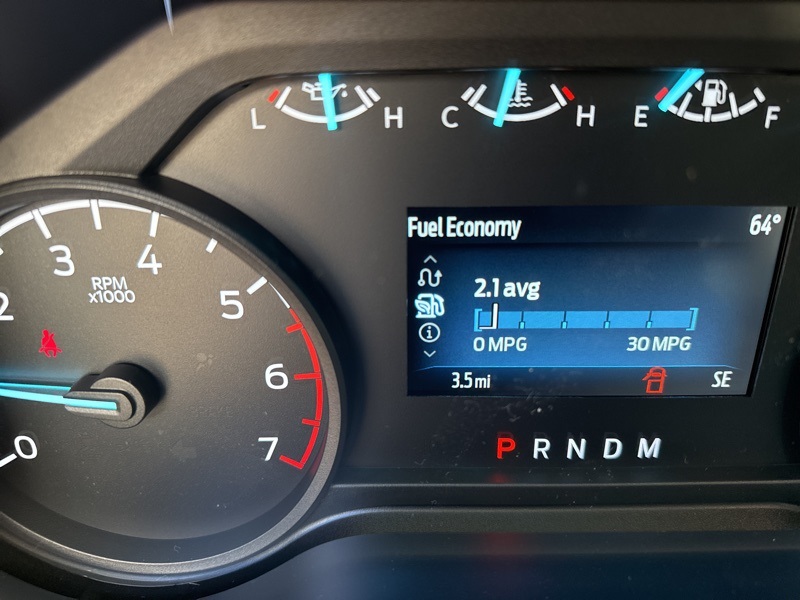 L H C H E F
Fuel Economy 64°
3 4
RPM
x1000
2 5
2.1 avg
0 MPG 30 MPG
6
3.5 mi SE
0 7
P R N D M